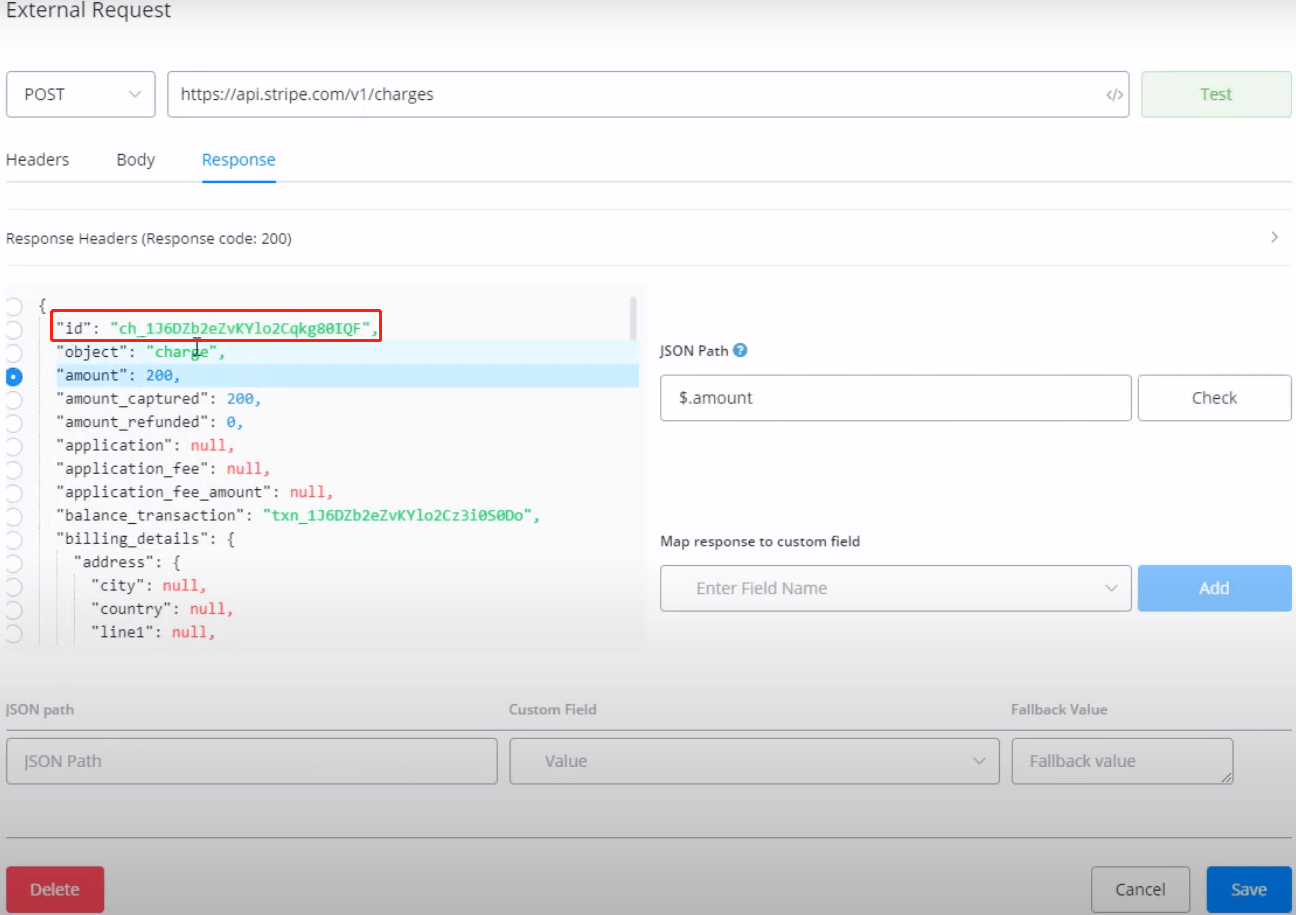 External Request
POST
https://api.stripe.com/v1/charges
</>
Test
Headers
Body
Response
Response Headers (Response code: 200)
{
"id": "ch_1J6DZb2eZvKYlo2Cqkg80IQF",
"object": "charge",
"amount": 200,
"amount_captured": 200,
"amount_refunded": 0,
"application": null,
"application_fee": null,
"application_fee_amount": null,
"balance_transaction": "txn_1J6DZb2eZvKYlo2Cz3i0S0Do",
"billing_details": {
"address": {
"city": null,
"country": null,
"line1": null,
JSON Path ?
$.amount
Check
Map response to custom field
Enter Field Name
Add
JSON path
Custom Field
Fallback Value
JSON Path
Value
Fallback value
Delete
Cancel
Save